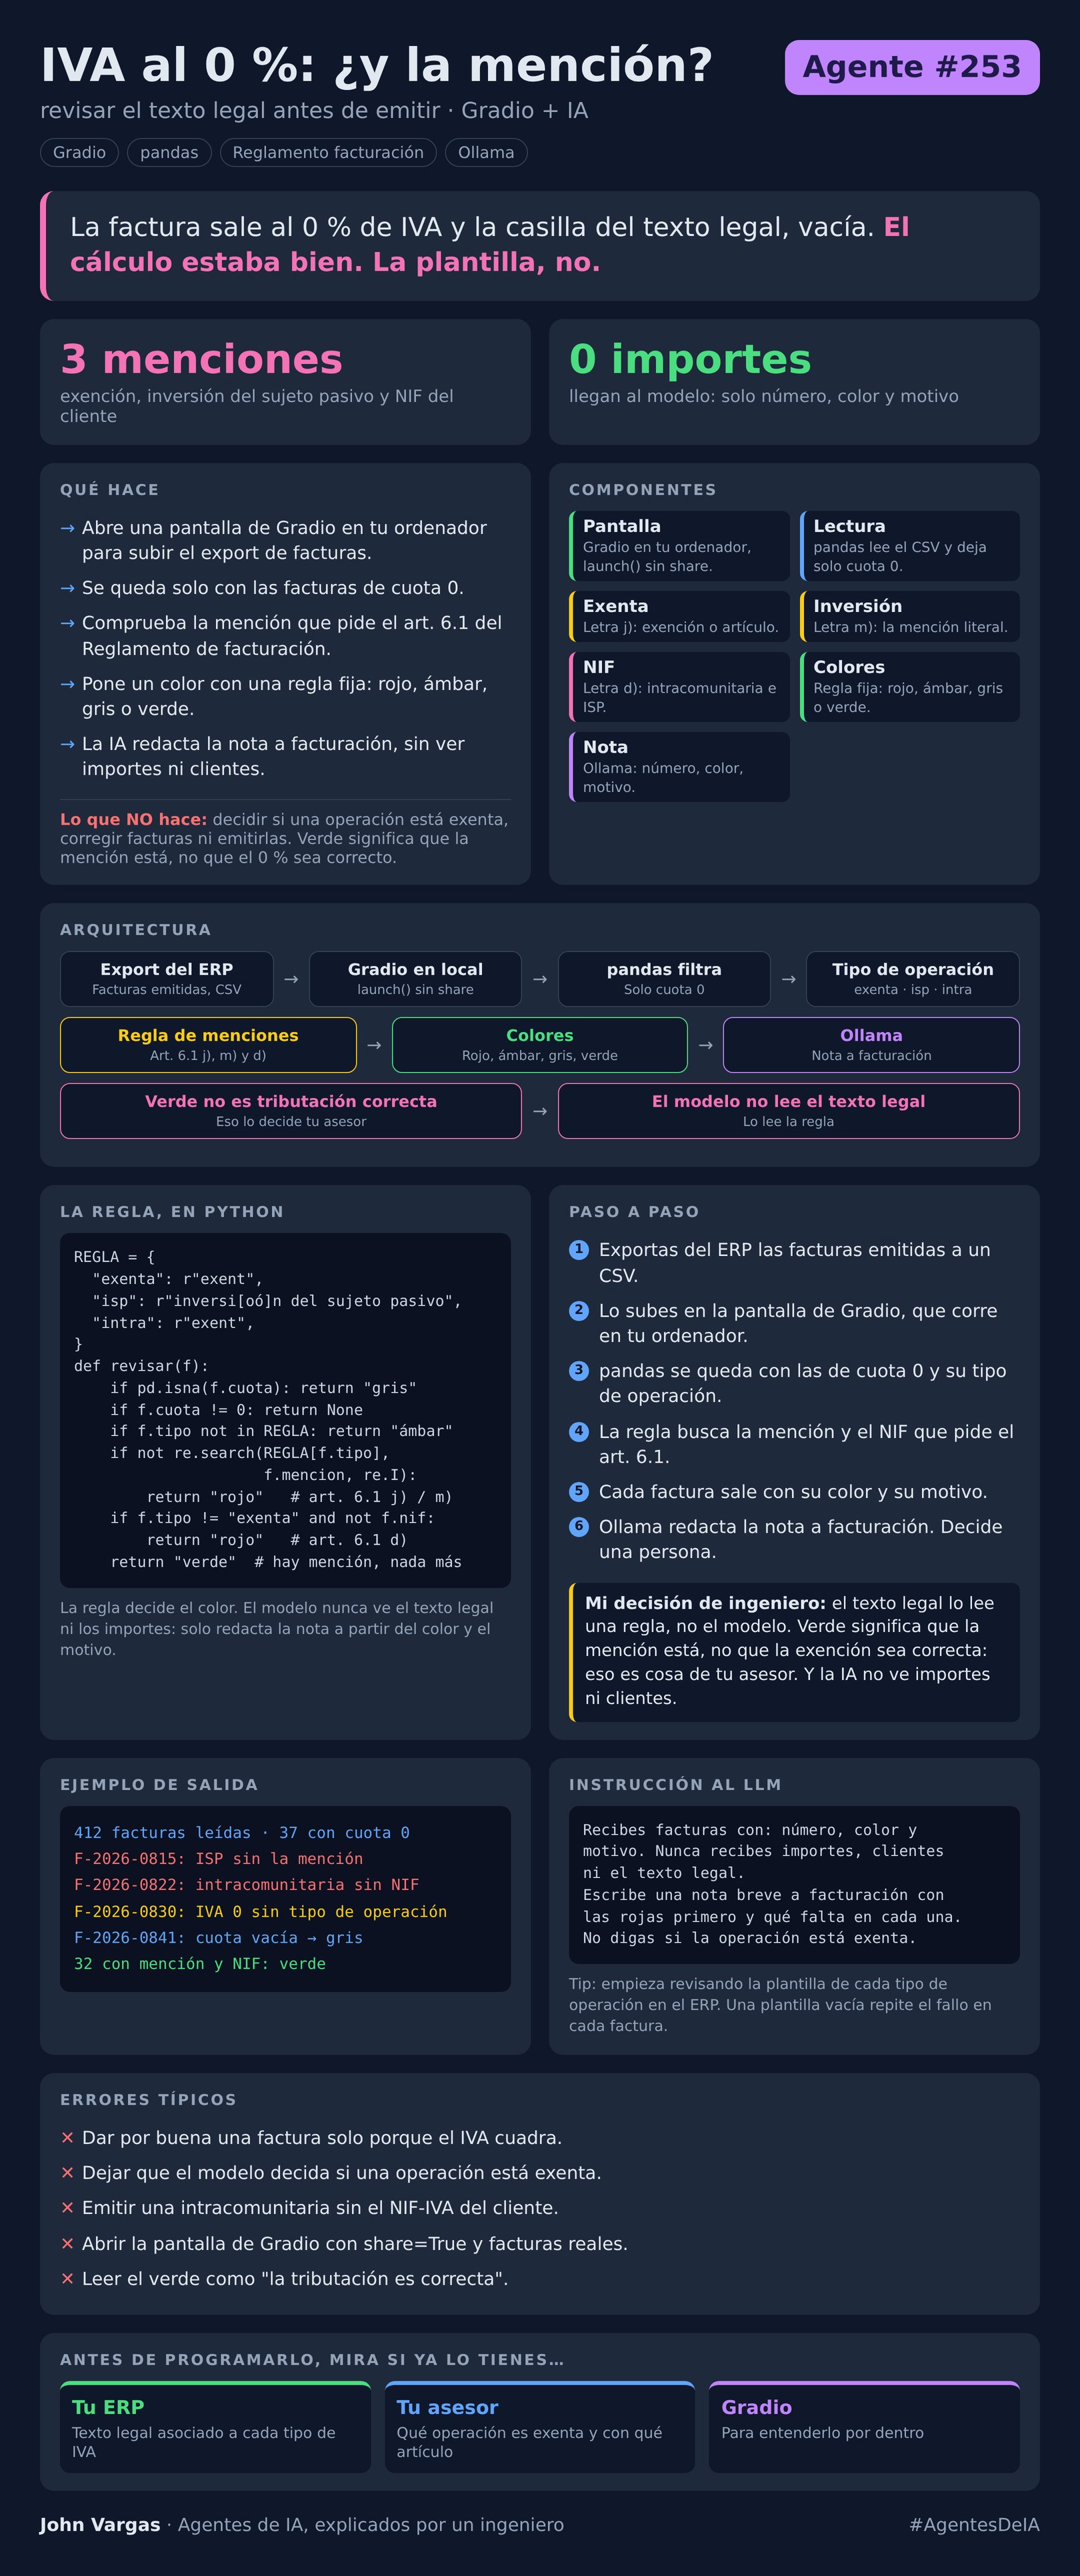 IVA al 0 %: ¿y la mención?
Agente #253
revisar el texto legal antes de emitir · Gradio + IA
Gradio
pandas
Reglamento facturación
Ollama
La factura sale al 0 % de IVA y la casilla del texto legal, vacía. El
cálculo estaba bien. La plantilla, no.
3 menciones
exención, inversión del sujeto pasivo y NIF del
cliente
0 importes
llegan al modelo: solo número, color y motivo
QUÉ HACE
→ Abre una pantalla de Gradio en tu ordenador
para subir el export de facturas.
→ Se queda solo con las facturas de cuota 0.
→ Comprueba la mención que pide el art. 6.1 del
Reglamento de facturación.
→ Pone un color con una regla fija: rojo, ámbar,
gris o verde.
→ La IA redacta la nota a facturación, sin ver
importes ni clientes.
Lo que NO hace: decidir si una operación está exenta,
corregir facturas ni emitirlas. Verde significa que la
mención está, no que el 0 % sea correcto.
COMPONENTES
Pantalla
Gradio en tu ordenador,
launch() sin share.
Lectura
pandas lee el CSV y deja
solo cuota 0.
Exenta
Letra j): exención o artículo.
Inversión
Letra m): la mención literal.
NIF
Letra d): intracomunitaria e
ISP.
Colores
Regla fija: rojo, ámbar, gris
o verde.
Nota
Ollama: número, color,
motivo.
ARQUITECTURA
Export del ERP
Facturas emitidas, CSV
→
Gradio en local
launch() sin share
→
pandas filtra
Solo cuota 0
→
Tipo de operación
exenta · isp · intra
Regla de menciones
Art. 6.1 j), m) y d)
→
Colores
Rojo, ámbar, gris, verde
→
Ollama
Nota a facturación
Verde no es tributación correcta
Eso lo decide tu asesor
→
El modelo no lee el texto legal
Lo lee la regla
LA REGLA, EN PYTHON
REGLA = {
  "exenta": r"exent",
  "isp": r"inversi[oó]n del sujeto pasivo",
  "intra": r"exent",
}
def revisar(f):
    if pd.isna(f.cuota): return "gris"
    if f.cuota != 0: return None
    if f.tipo not in REGLA: return "ámbar"
    if not re.search(REGLA[f.tipo],
                     f.mencion, re.I):
        return "rojo"   # art. 6.1 j) / m)
    if f.tipo != "exenta" and not f.nif:
        return "rojo"   # art. 6.1 d)
    return "verde"  # hay mención, nada más
La regla decide el color. El modelo nunca ve el texto legal
ni los importes: solo redacta la nota a partir del color y el
motivo.
PASO A PASO
1 Exportas del ERP las facturas emitidas a un
CSV.
2 Lo subes en la pantalla de Gradio, que corre
en tu ordenador.
3 pandas se queda con las de cuota 0 y su tipo
de operación.
4 La regla busca la mención y el NIF que pide el
art. 6.1.
5 Cada factura sale con su color y su motivo.
6 Ollama redacta la nota a facturación. Decide
una persona.
Mi decisión de ingeniero: el texto legal lo lee
una regla, no el modelo. Verde significa que la
mención está, no que la exención sea correcta:
eso es cosa de tu asesor. Y la IA no ve importes
ni clientes.
EJEMPLO DE SALIDA
412 facturas leídas · 37 con cuota 0
F-2026-0815: ISP sin la mención
F-2026-0822: intracomunitaria sin NIF
F-2026-0830: IVA 0 sin tipo de operación
F-2026-0841: cuota vacía → gris
32 con mención y NIF: verde
INSTRUCCIÓN AL LLM
Recibes facturas con: número, color y
motivo. Nunca recibes importes, clientes
ni el texto legal.
Escribe una nota breve a facturación con
las rojas primero y qué falta en cada una.
No digas si la operación está exenta.
Tip: empieza revisando la plantilla de cada tipo de
operación en el ERP. Una plantilla vacía repite el fallo en
cada factura.
ERRORES TÍPICOS
✕ Dar por buena una factura solo porque el IVA cuadra.
✕ Dejar que el modelo decida si una operación está exenta.
✕ Emitir una intracomunitaria sin el NIF-IVA del cliente.
✕ Abrir la pantalla de Gradio con share=True y facturas reales.
✕ Leer el verde como "la tributación es correcta".
ANTES DE PROGRAMARLO, MIRA SI YA LO TIENES…
Tu ERP
Texto legal asociado a cada tipo de
IVA
Tu asesor
Qué operación es exenta y con qué
artículo
Gradio
Para entenderlo por dentro
John Vargas · Agentes de IA, explicados por un ingeniero
#AgentesDeIA